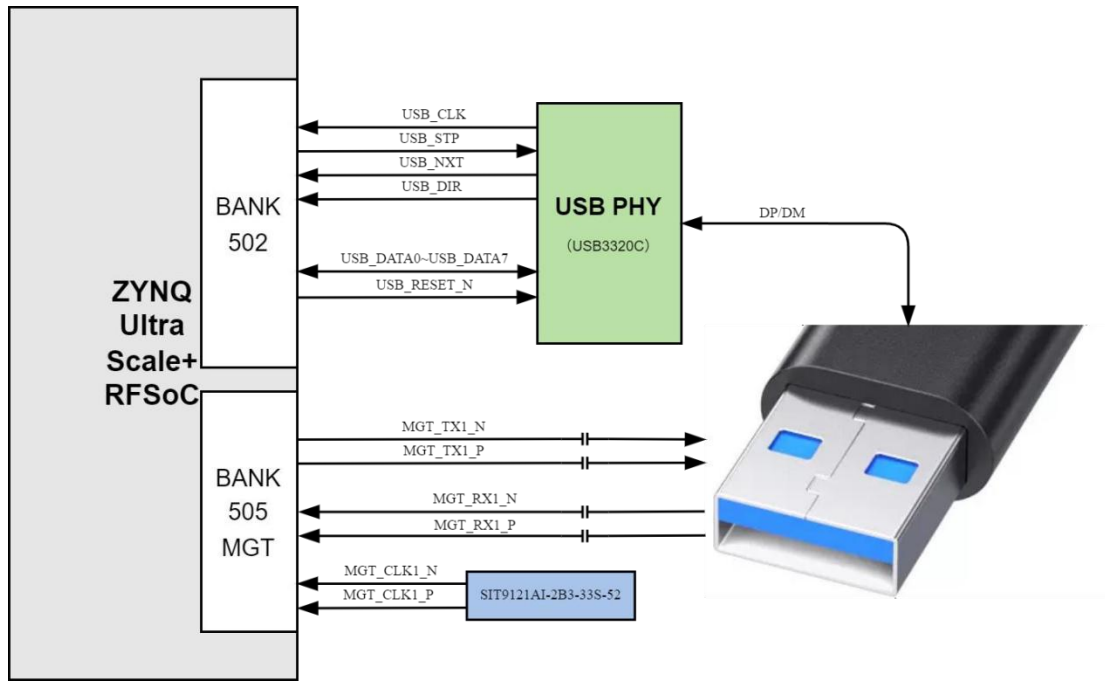 ZYNQ
Ultra
Scale+
RFSoC
BANK
502
USB_CLK
USB_STP
USB_NXT
USB_DIR
USB_DATA0~USB_DATA7
USB_RESET_N
USB PHY
(USB3320C)
DP/DM
BANK
505
MGT
MGT_TX1_N
MGT_TX1_P
MGT_RX1_N
MGT_RX1_P
MGT_CLK1_N
MGT_CLK1_P
SIT9121AI-2B3-33S-52